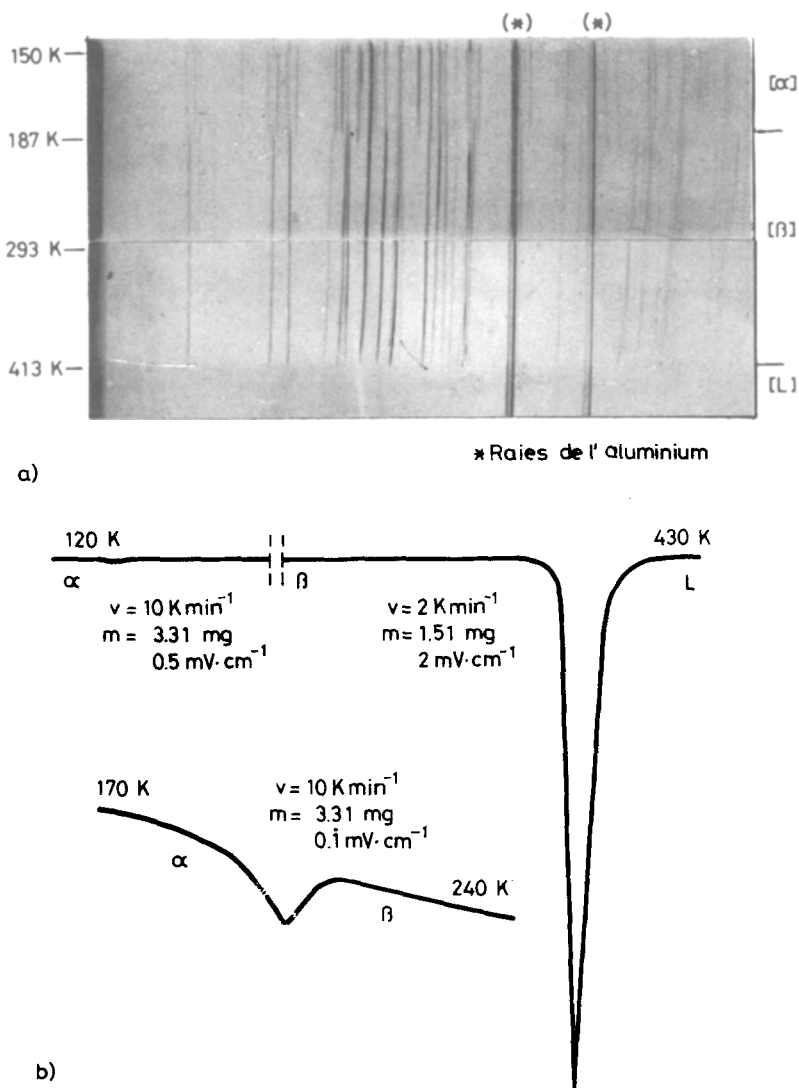 (*) (*)
150 K
[α]
187 K
[β]
293 K
413 K
[L]
*Raies de l' aluminium
a)
120 K
430 K
α
β
L
v = 10 K min⁻¹
m = 3.31 mg
0.5 mV·cm⁻¹
v = 2 K min⁻¹
m = 1.51 mg
2 mV·cm⁻¹
170 K
v = 10 K min⁻¹
m = 3.31 mg
0.1 mV·cm⁻¹
α
240 K
β
b)